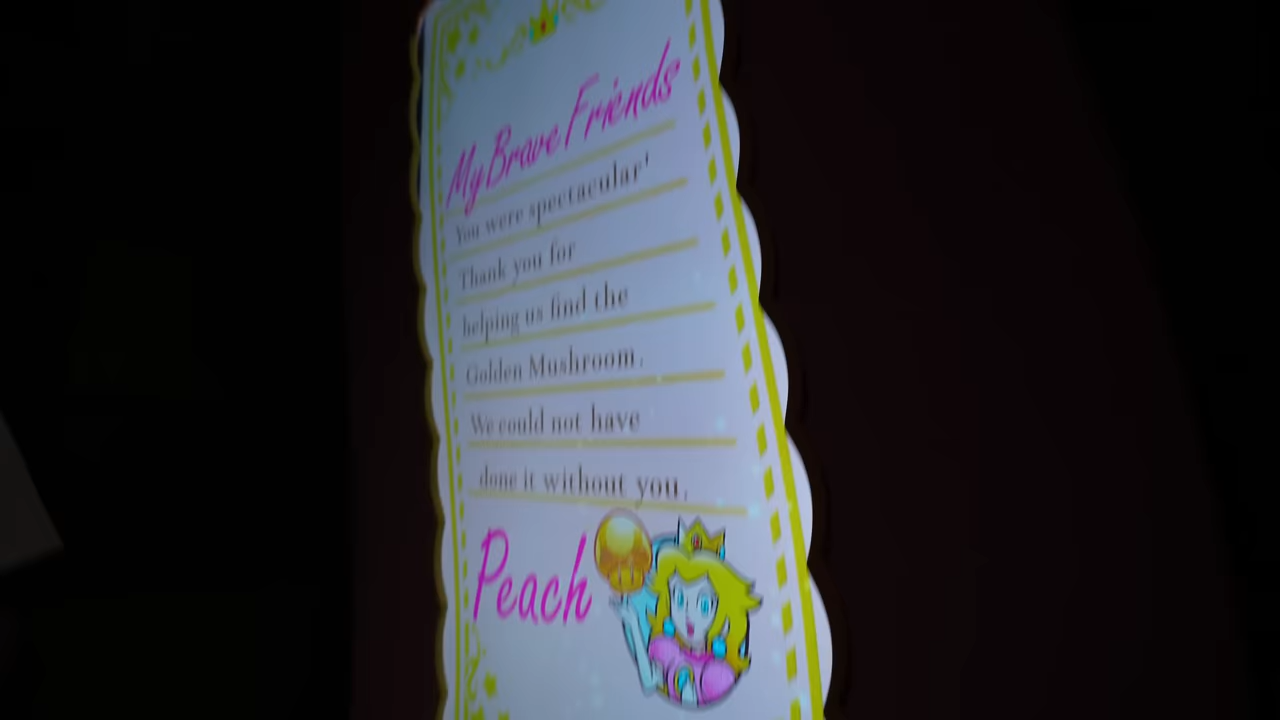 My Brave Friends
You were spectacular!
Thank you for
helping us find the
Golden Mushroom.
We could not have
done it without you.
Peach